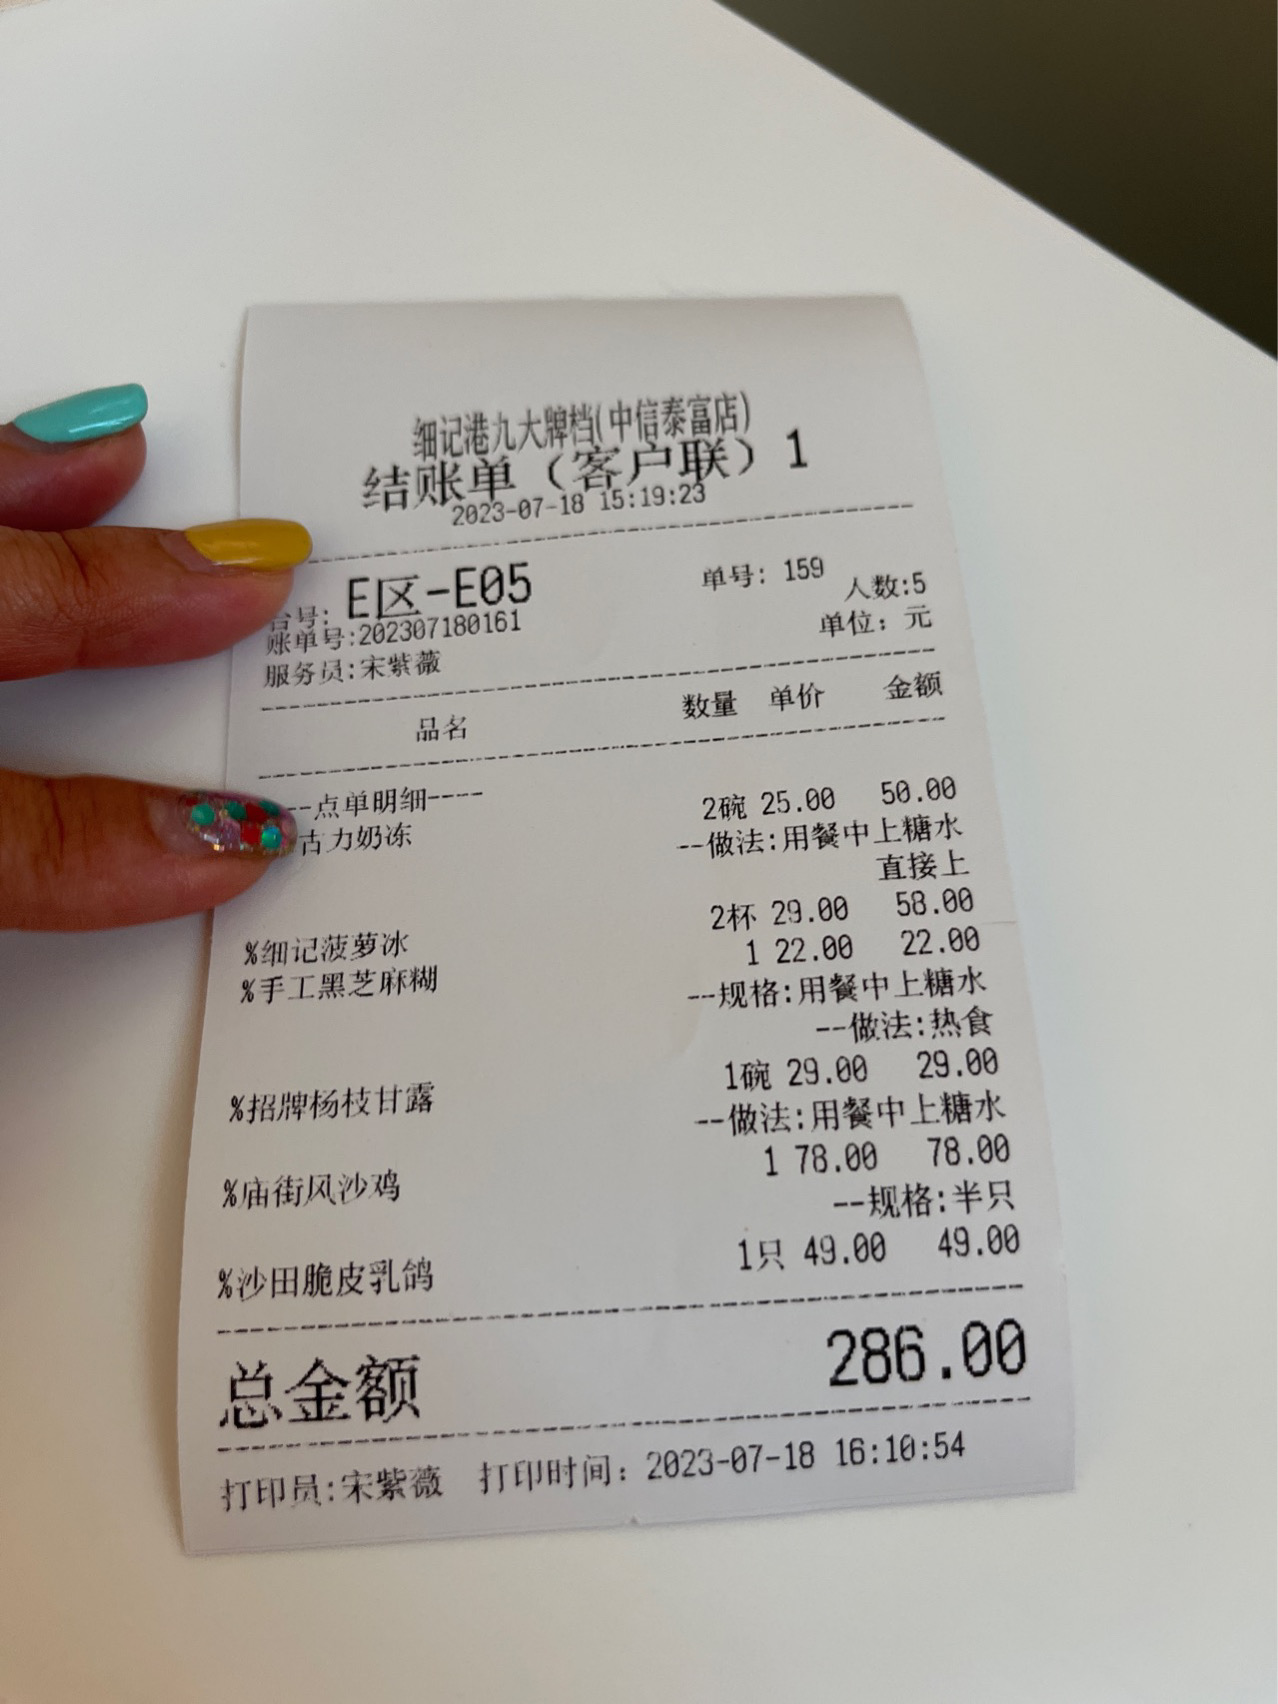 细记港九大牌档(中信泰富店)
结账单（客户联）1
2023-07-18 15:19:23
台号: E区-E05 单号: 159
人数:5
账单号:202307180161
单位: 元
服务员:宋紫薇
品名 数量 单价 金额
--点单明细----
古力奶冻 2碗 25.00 50.00
--做法:用餐中上糖水
直接上
%细记菠萝冰 2杯 29.00 58.00
%手工黑芝麻糊 1 22.00 22.00
--规格:用餐中上糖水
--做法:热食
%招牌杨枝甘露 1碗 29.00 29.00
--做法:用餐中上糖水
%庙街风沙鸡 1 78.00 78.00
--规格:半只
%沙田脆皮乳鸽 1只 49.00 49.00
总金额 286.00
打印员:宋紫薇 打印时间: 2023-07-18 16:10:54